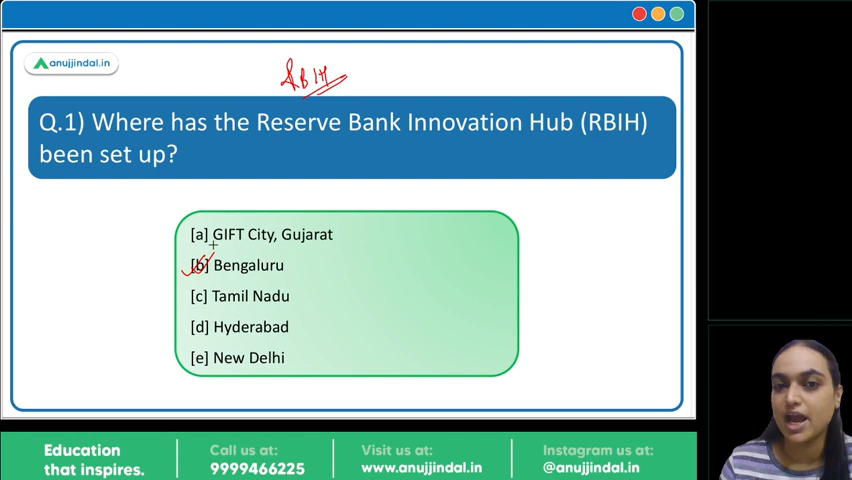 anujjindal.in
RBIH
Q.1) Where has the Reserve Bank Innovation Hub (RBIH)
been set up?
[a] GIFT City, Gujarat
[b] Bengaluru
[c] Tamil Nadu
[d] Hyderabad
[e] New Delhi
Education
that inspires.
Call us at:
9999466225
Visit us at:
www.anujjindal.in
Instagram us at:
@anujjindal.in